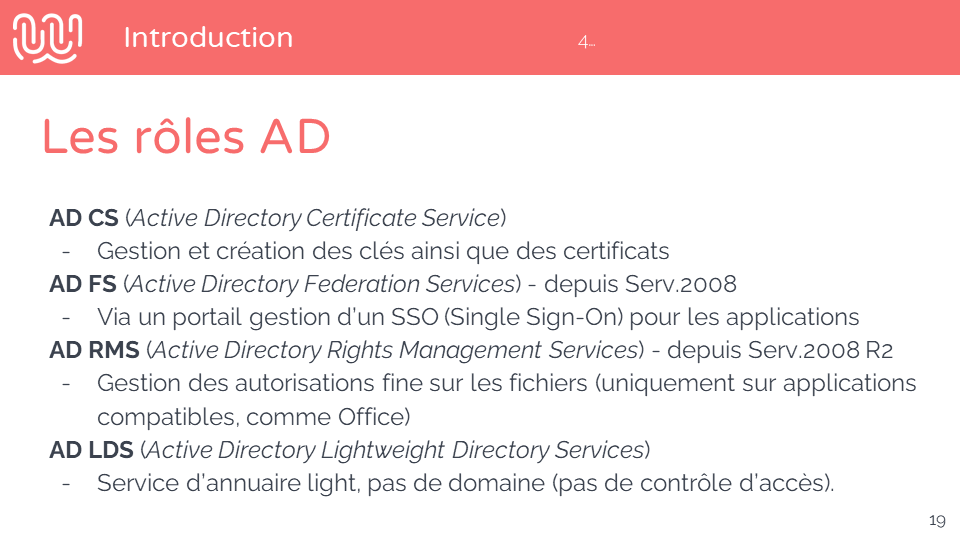 Introduction
4...
Les rôles AD
AD CS (Active Directory Certificate Service)
- Gestion et création des clés ainsi que des certificats
AD FS (Active Directory Federation Services) - depuis Serv.2008
- Via un portail gestion d'un SSO (Single Sign-On) pour les applications
AD RMS (Active Directory Rights Management Services) - depuis Serv.2008 R2
- Gestion des autorisations fine sur les fichiers (uniquement sur applications
compatibles, comme Office)
AD LDS (Active Directory Lightweight Directory Services)
- Service d'annuaire light, pas de domaine (pas de contrôle d'accès).
19